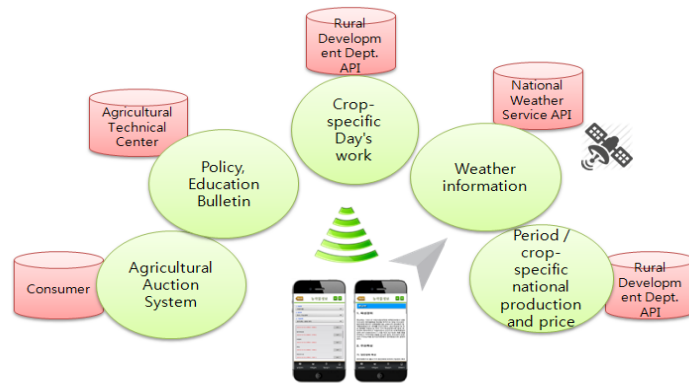 Rural
Developm
ent Dept.
API
Crop-
specific
Day's
work
National
Weather
Service API
Agricultural
Technical
Center
Policy,
Education
Bulletin
Weather
information
Consumer
Agricultural
Auction
System
Period /
crop-
specific
national
production
and price
Rural
Developm
ent Dept.
API